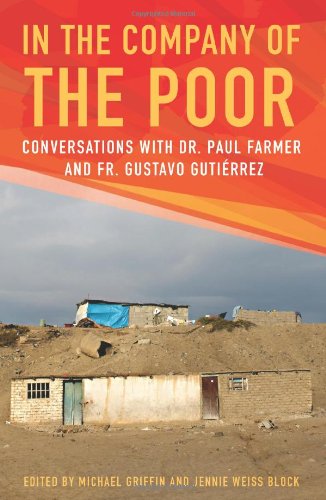 IN THE COMPANY OF
THE POOR
CONVERSATIONS WITH DR. PAUL FARMER
AND FR. GUSTAVO GUTIÉRREZ
EDITED BY MICHAEL GRIFFIN AND JENNIE WEISS BLOCK